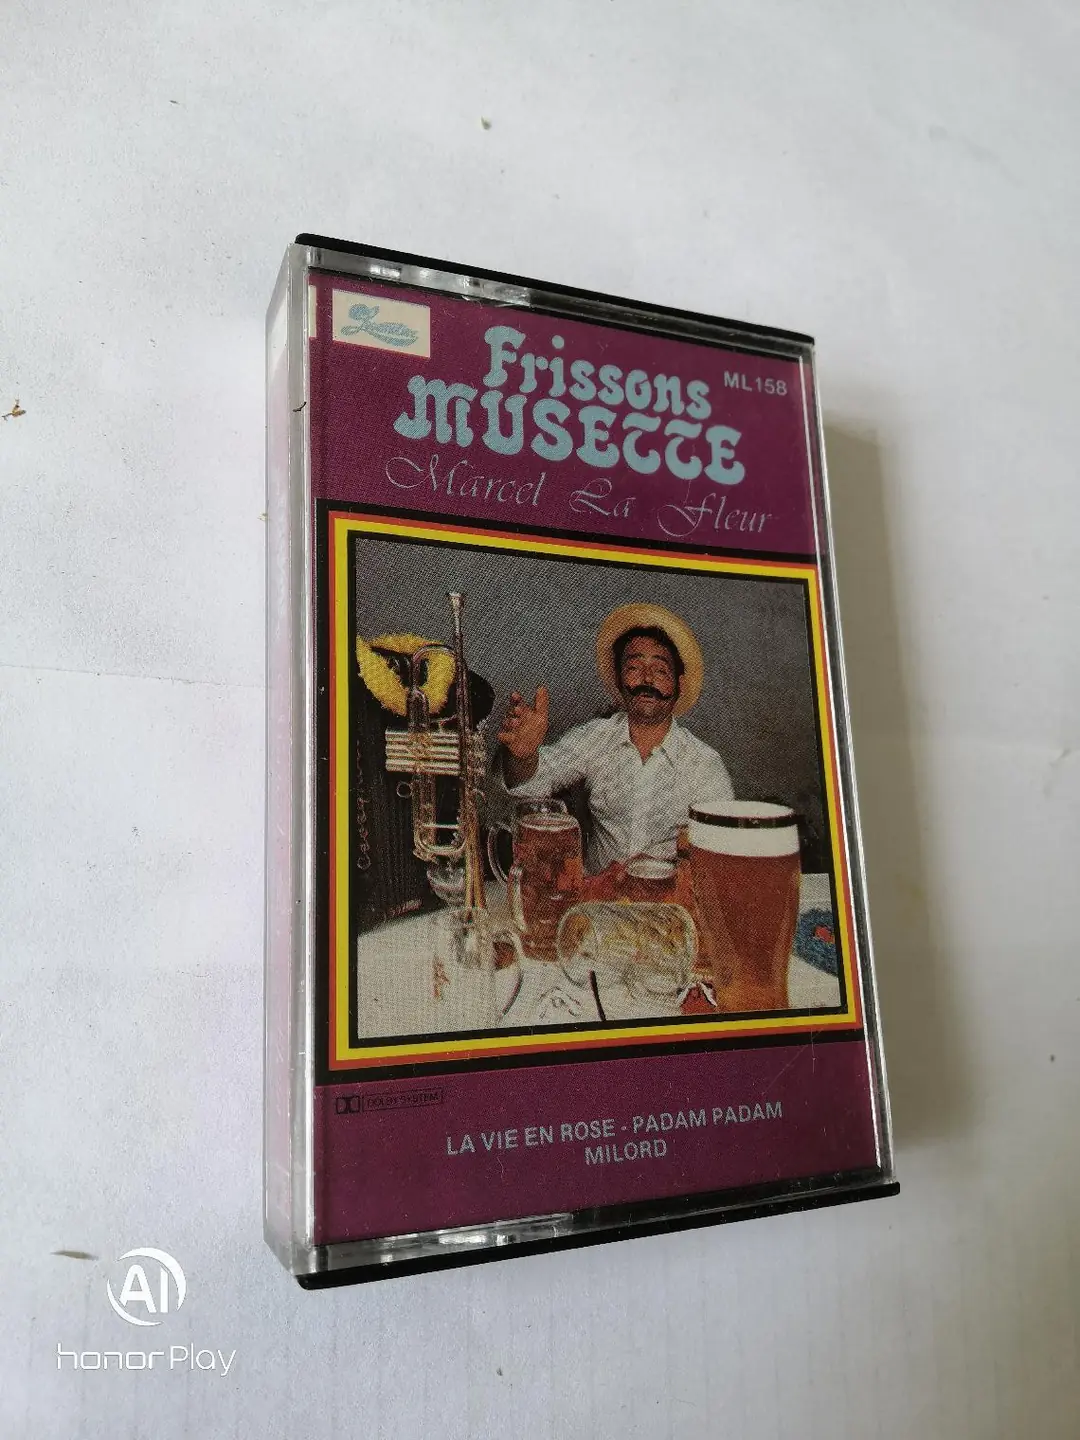 Frissons
MUSETTE
ML158
Marcel La Fleur
DOLBY SYSTEM
LA VIE EN ROSE - PADAM PADAM
MILORD
AI
honor Play